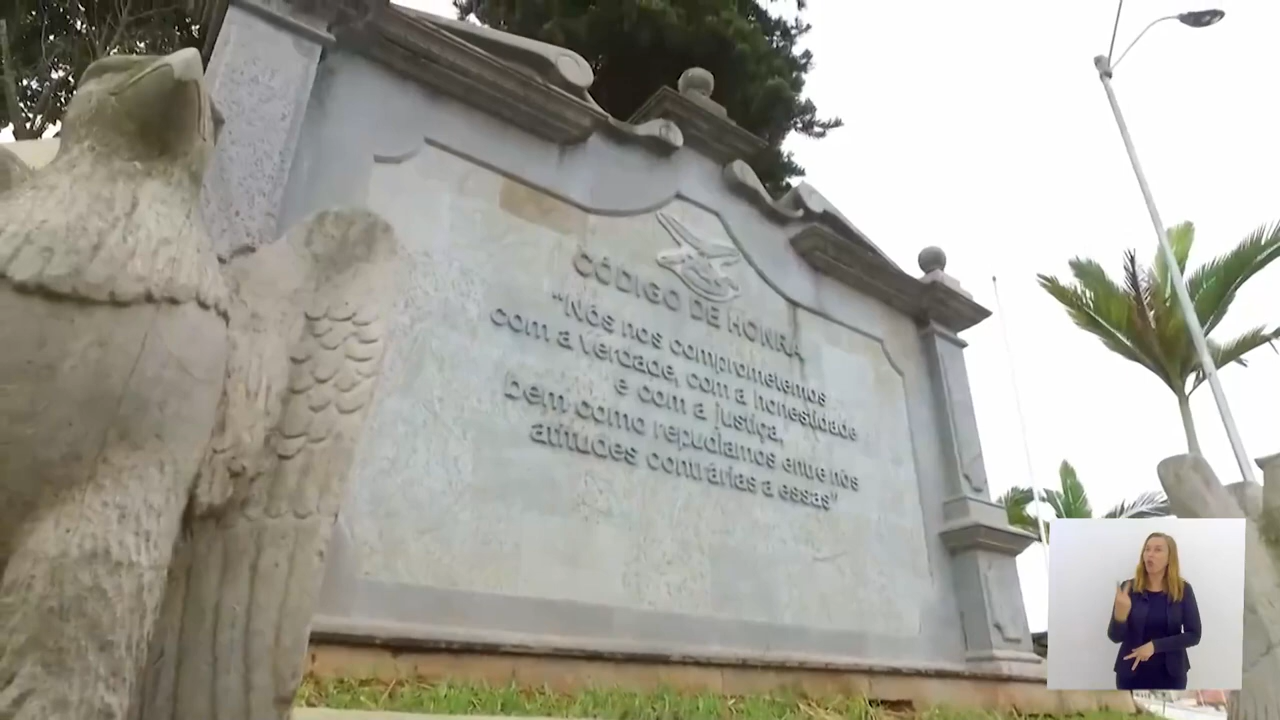 CÓDIGO DE HONRA
“Nós nos comprometemos
com a verdade, com a honestidade
e com a justiça,
bem como repudiamos entre nós
atitudes contrárias a essas”